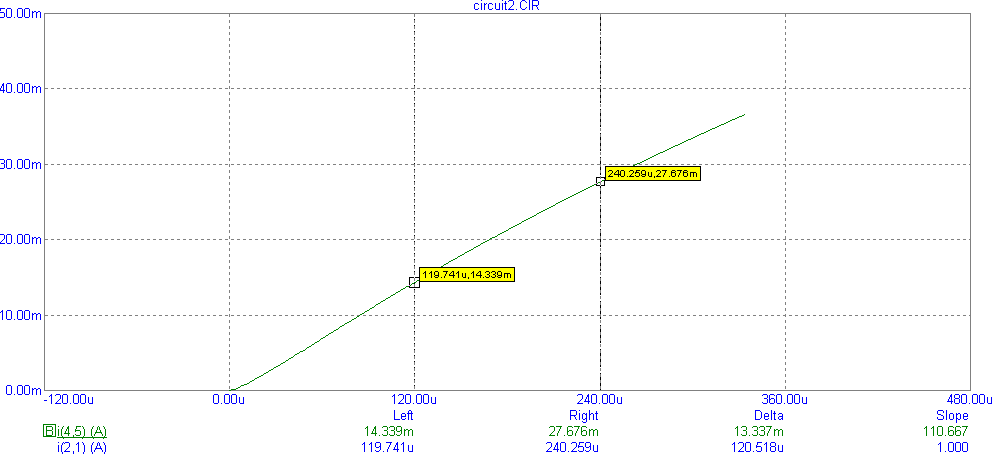 circuit2.CIR
50.00m
40.00m
30.00m
240.259u,27.676m
20.00m
119.741u,14.339m
10.00m
0.00m
-120.00u 0.00u 120.00u 240.00u 360.00u 480.00u
Left Right Delta Slope
B i(4,5) (A) 14.339m 27.676m 13.337m 110.667
i(2,1) (A) 119.741u 240.259u 120.518u 1.000